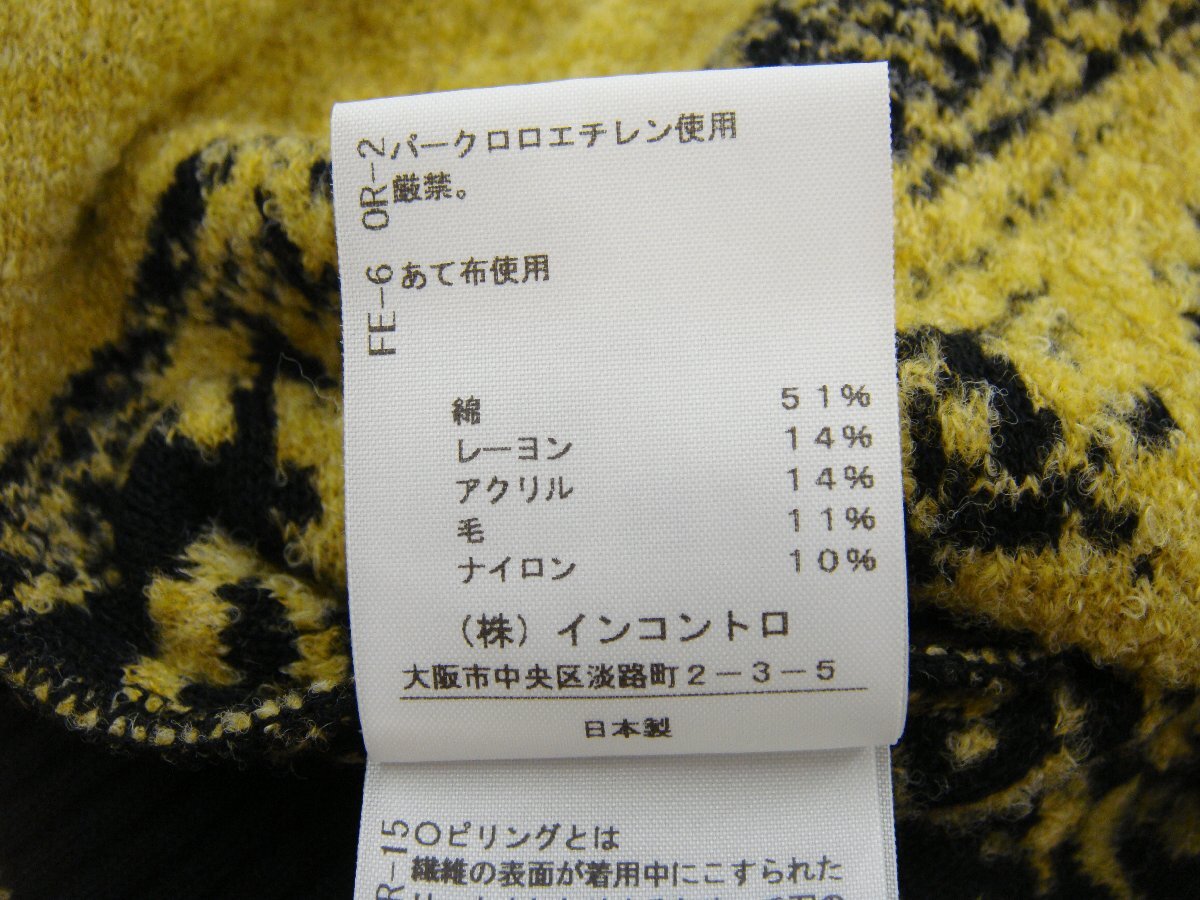 OR-2
パークロロエチレン使用
厳禁。
FE-6
あて布使用
綿 51%
レーヨン 14%
アクリル 14%
毛 11%
ナイロン 10%
(株)インコントロ
大阪市中央区淡路町2-3-5
日本製
R-15
〇ピリングとは
繊維の表面が着用中にこすられた